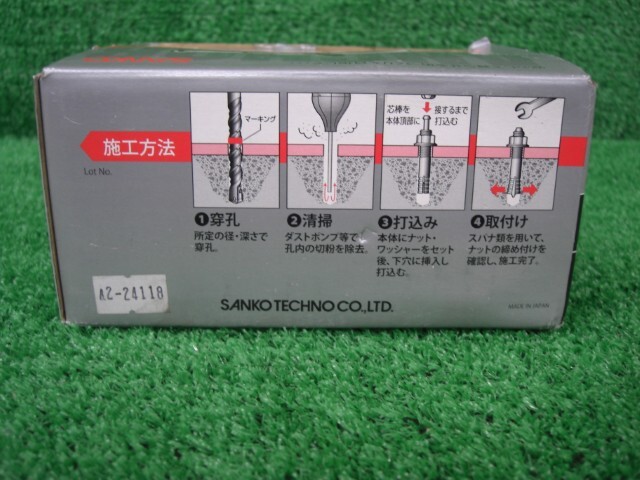 マーキング
芯棒を
本体頂部に
接するまで
打込む
施工方法
Lot No.
❶穿孔
所定の径・深さで
穿孔。
❷清掃
ダストポンプ等で
孔内の切粉を除去。
❸打込み
本体にナット・
ワッシャーをセット
後、下穴に挿入し
打込む。
❹取付け
スパナ類を用いて、
ナットの締め付けを
確認し、施工完了。
A2-24118
SANKO TECHNO CO.,LTD.
MADE IN JAPAN